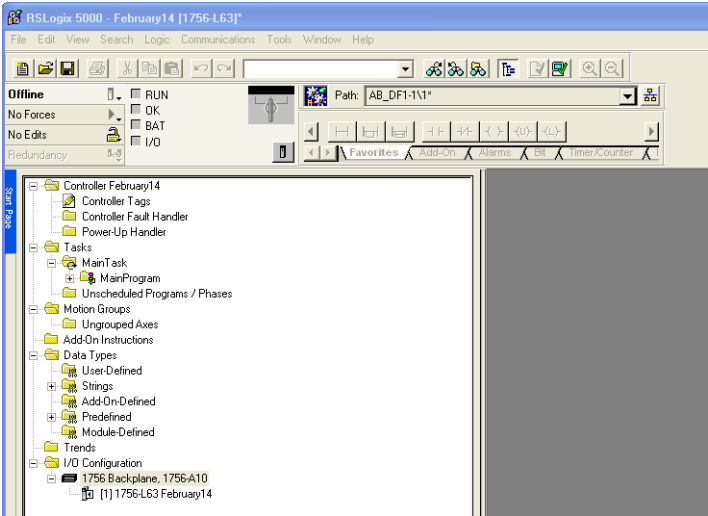 RSLogix 5000 - February14 [1756-L63]*
File Edit View Search Logic Communications Tools Window Help
Offline
RUN
No Forces
OK
No Edits
BAT
Redundancy
I/O
Path: AB_DF1-1\1*
Favorites Add-On Alarms Bit Timer/Counter
Start Page
Controller February14
Controller Tags
Controller Fault Handler
Power-Up Handler
Tasks
MainTask
MainProgram
Unscheduled Programs / Phases
Motion Groups
Ungrouped Axes
Add-On Instructions
Data Types
User-Defined
Strings
Add-On-Defined
Predefined
Module-Defined
Trends
I/O Configuration
1756 Backplane, 1756-A10
[1] 1756-L63 February14